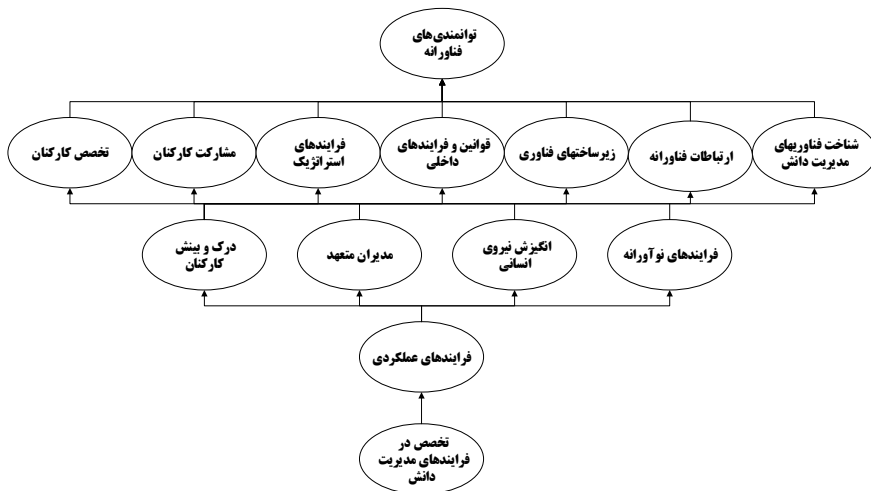 توانمندی‌های
فناورانه
شناخت فناوریهای
مدیریت دانش
ارتباطات فناورانه
زیرساختهای فناوری
قوانین و فرایندهای
داخلی
فرایندهای
استراتژیک
مشارکت کارکنان
تخصص کارکنان
فرایندهای نوآورانه
انگیزش نیروی
انسانی
مدیران متعهد
درک و بینش
کارکنان
فرایندهای عملکردی
تخصص در
فرایندهای مدیریت
دانش